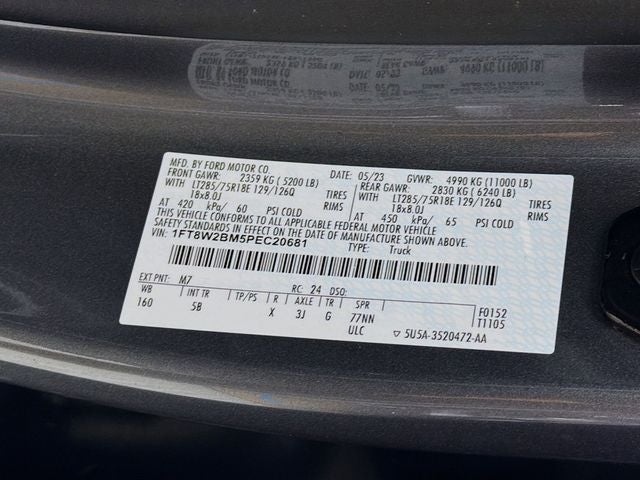 MFD. BY FORD MOTOR CO. DATE: 05/23 GVWR: 4990 KG (11000 LB)
FRONT GAWR: 2359 KG (5200 LB) REAR GAWR: 2830 KG (6240 LB)
WITH LT285/75R18E 129/126Q TIRES WITH LT285/75R18E 129/126Q TIRES
18x8.0J RIMS 18x8.0J RIMS
AT 420 kPa/ 60 PSI COLD AT 450 kPa/ 65 PSI COLD
THIS VEHICLE CONFORMS TO ALL APPLICABLE FEDERAL MOTOR VEHICLE
SAFETY STANDARDS IN EFFECT ON THE DATE OF MANUFACTURE SHOWN ABOVE.
VIN: 1FT8W2BM5PEC20681 TYPE: Truck
EXT PNT: M7 RC: 24 DSO:
WB INT TR TP/PS R AXLE TR SPR F0152
160 5B X 3J G 77NN T1105
ULC ▽ 5U5A-3520472-AA